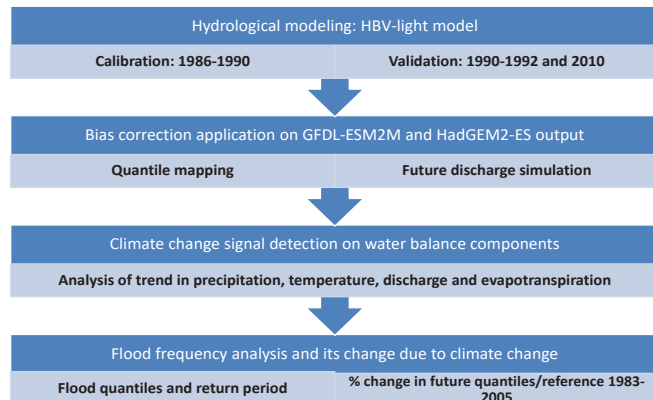 Hydrological modeling: HBV-light model
Calibration: 1986-1990
Validation: 1990-1992 and 2010
Bias correction application on GFDL-ESM2M and HadGEM2-ES output
Quantile mapping
Future discharge simulation
Climate change signal detection on water balance components
Analysis of trend in precipitation, temperature, discharge and evapotranspiration
Flood frequency analysis and its change due to climate change
Flood quantiles and return period
% change in future quantiles/reference 1983-
2005